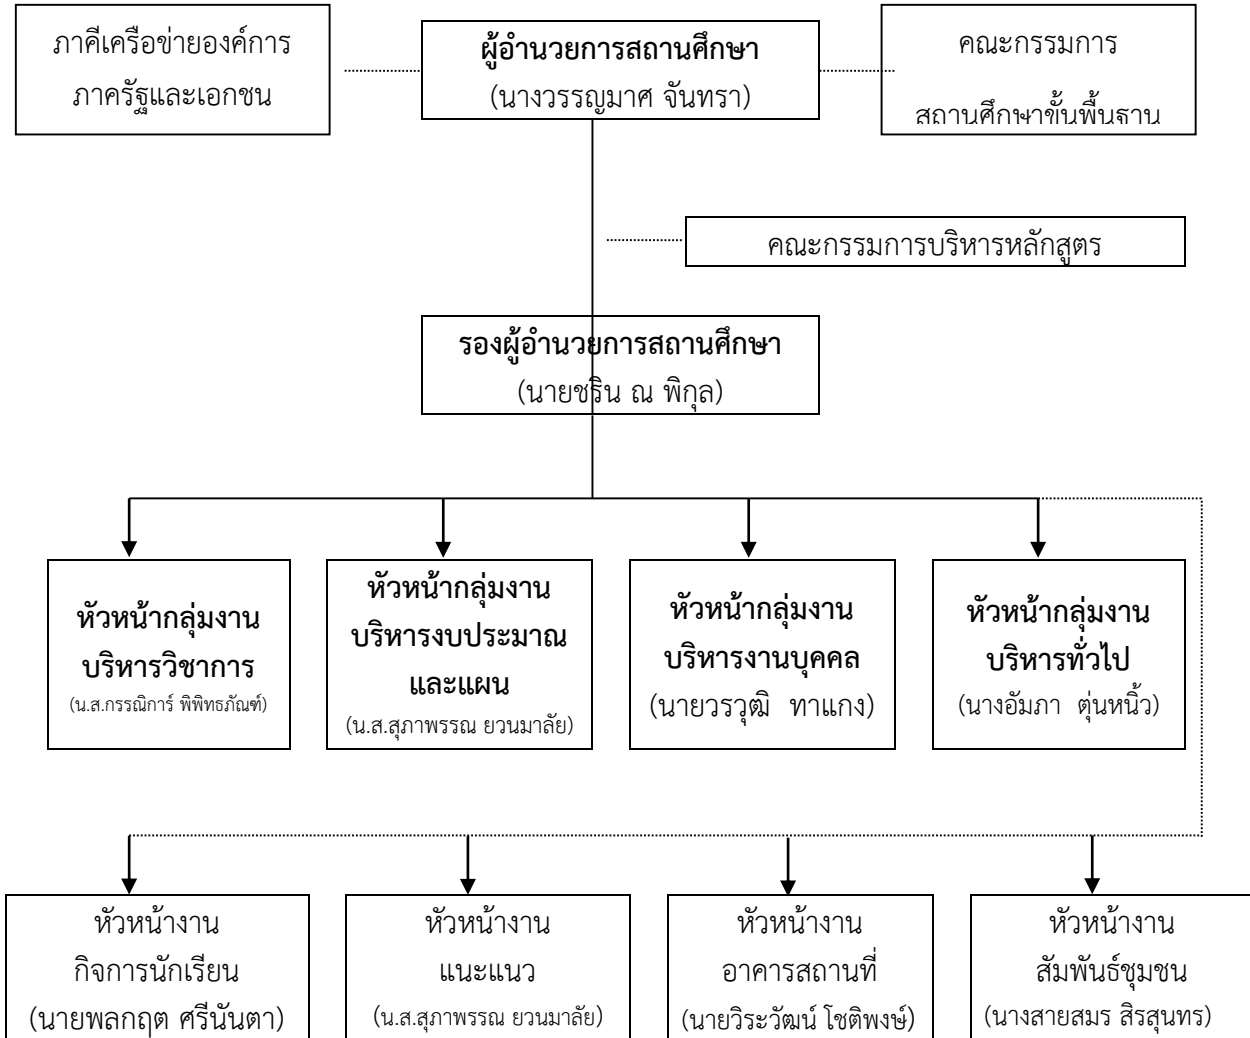 ภาคีเครือข่ายองค์การ
ภาครัฐและเอกชน
ผู้อำนวยการสถานศึกษา
(นางวรรญมาศ จันทรา)
คณะกรรมการ
สถานศึกษาขั้นพื้นฐาน
คณะกรรมการบริหารหลักสูตร
รองผู้อำนวยการสถานศึกษา
(นายชริน ณ พิกุล)
หัวหน้ากลุ่มงาน
บริหารวิชาการ
(น.ส.กรรณิการ์ พิพิทธภัณฑ์)
หัวหน้ากลุ่มงาน
บริหารงบประมาณ
และแผน
(น.ส.สุภาพรรณ ยวนมาลัย)
หัวหน้ากลุ่มงาน
บริหารงานบุคคล
(นายวรวุฒิ ทาแกง)
หัวหน้ากลุ่มงาน
บริหารทั่วไป
(นางอัมภา ตุ่นหนิ้ว)
หัวหน้างาน
กิจการนักเรียน
(นายพลกฤต ศรีนันตา)
หัวหน้างาน
แนะแนว
(น.ส.สุภาพรรณ ยวนมาลัย)
หัวหน้างาน
อาคารสถานที่
(นายวิระวัฒน์ โชติพงษ์)
หัวหน้างาน
สัมพันธ์ชุมชน
(นางสายสมร สิรสุนทร)